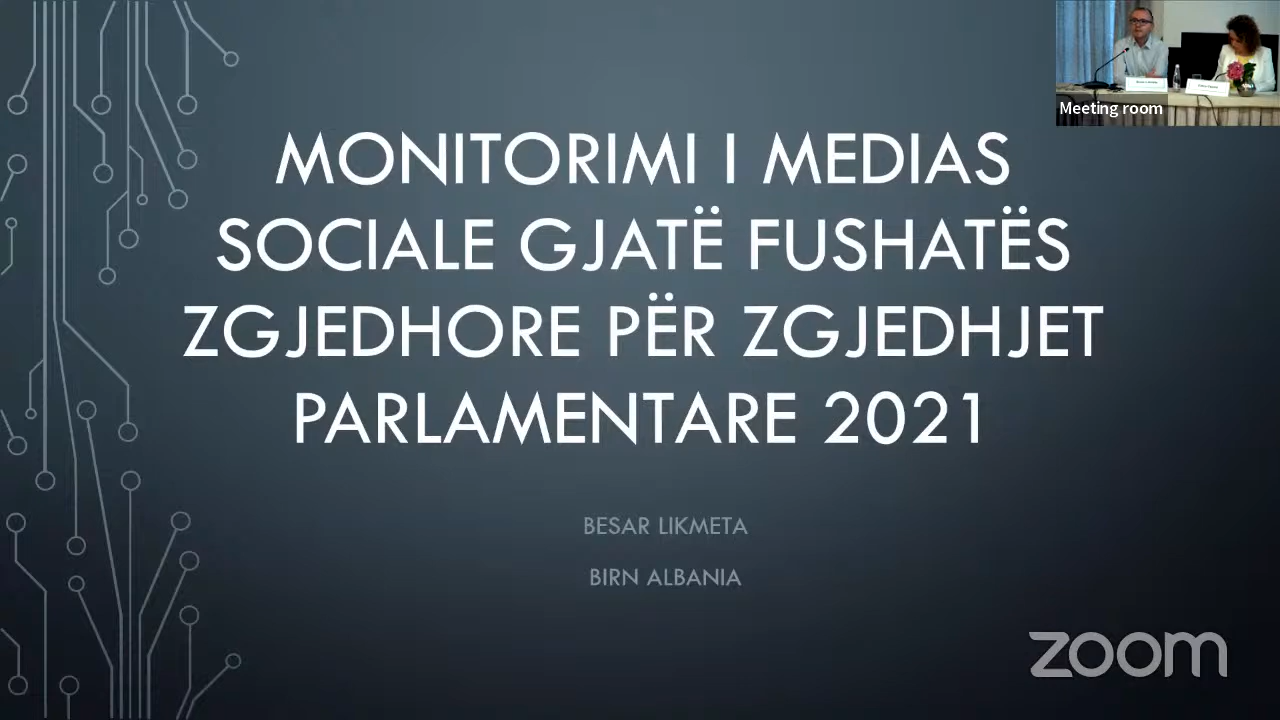 Meeting room
MONITORIMI I MEDIAS
SOCIALE GJATË FUSHATËS
ZGJEDHORE PËR ZGJEDHJET
PARLAMENTARE 2021
BESAR LIKMETA
BIRN ALBANIA
zoom